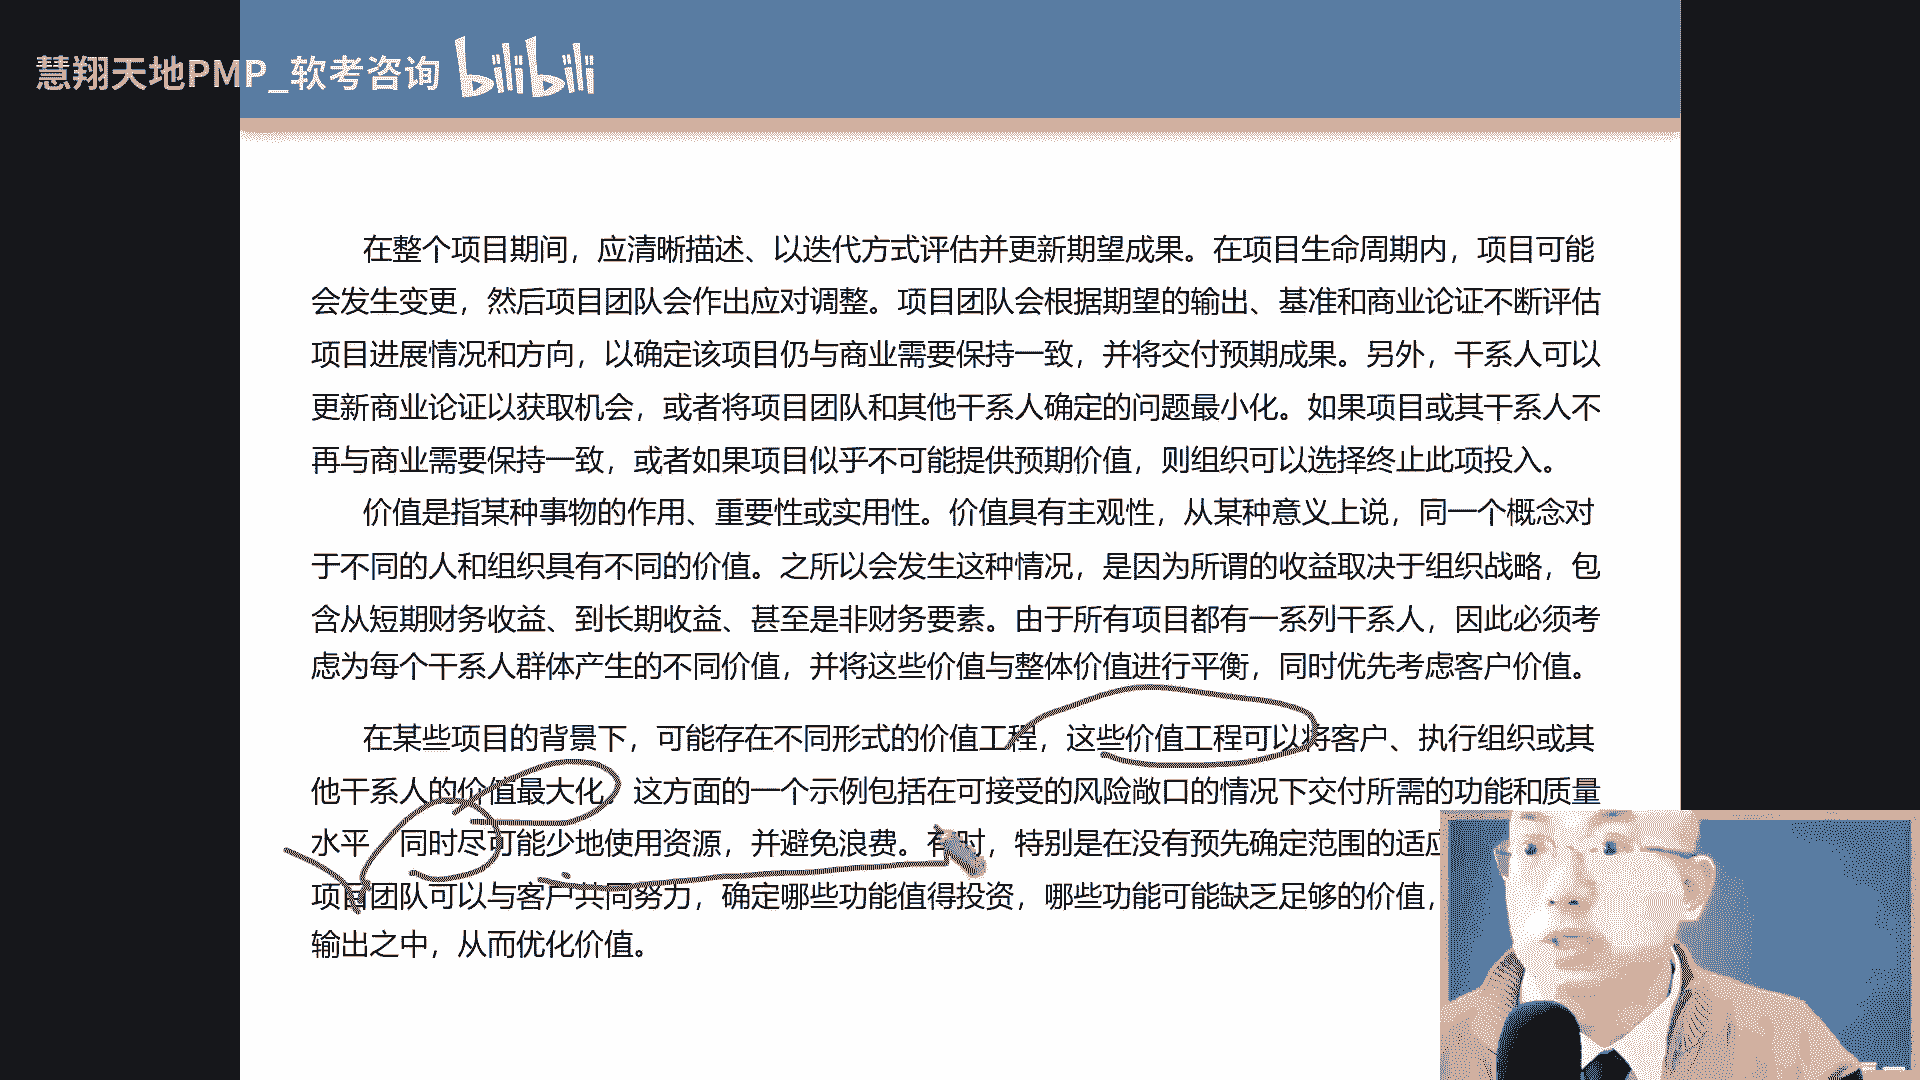 慧翔天地PMP_软考咨询 bilibili
在整个项目期间，应清晰描述、以迭代方式评估并更新期望成果。在项目生命周期内，项目可能
会发生变更，然后项目团队会作出应对调整。项目团队会根据期望的输出、基准和商业论证不断评估
项目进展情况和方向，以确定该项目仍与商业需要保持一致，并将交付预期成果。另外，干系人可以
更新商业论证以获取机会，或者将项目团队和其他干系人确定的问题最小化。如果项目或其干系人不
再与商业需要保持一致，或者如果项目似乎不可能提供预期价值，则组织可以选择终止此项投入。
价值是指某种事物的作用、重要性或实用性。价值具有主观性，从某种意义上说，同一个概念对
于不同的人和组织具有不同的价值。之所以会发生这种情况，是因为所谓的收益取决于组织战略，包
含从短期财务收益、到长期收益、甚至是非财务要素。由于所有项目都有一系列干系人，因此必须考
虑为每个干系人群体产生的不同价值，并将这些价值与整体价值进行平衡，同时优先考虑客户价值。
在某些项目的背景下，可能存在不同形式的价值工程，这些价值工程可以将客户、执行组织或其
他干系人的价值最大化。这方面的一个示例包括在可接受的风险敞口的情况下交付所需的功能和质量
水平，同时尽可能少地使用资源，并避免浪费。有时，特别是在没有预先确定范围的适应
项目团队可以与客户共同努力，确定哪些功能值得投资，哪些功能可能缺乏足够的价值，
输出之中，从而优化价值。